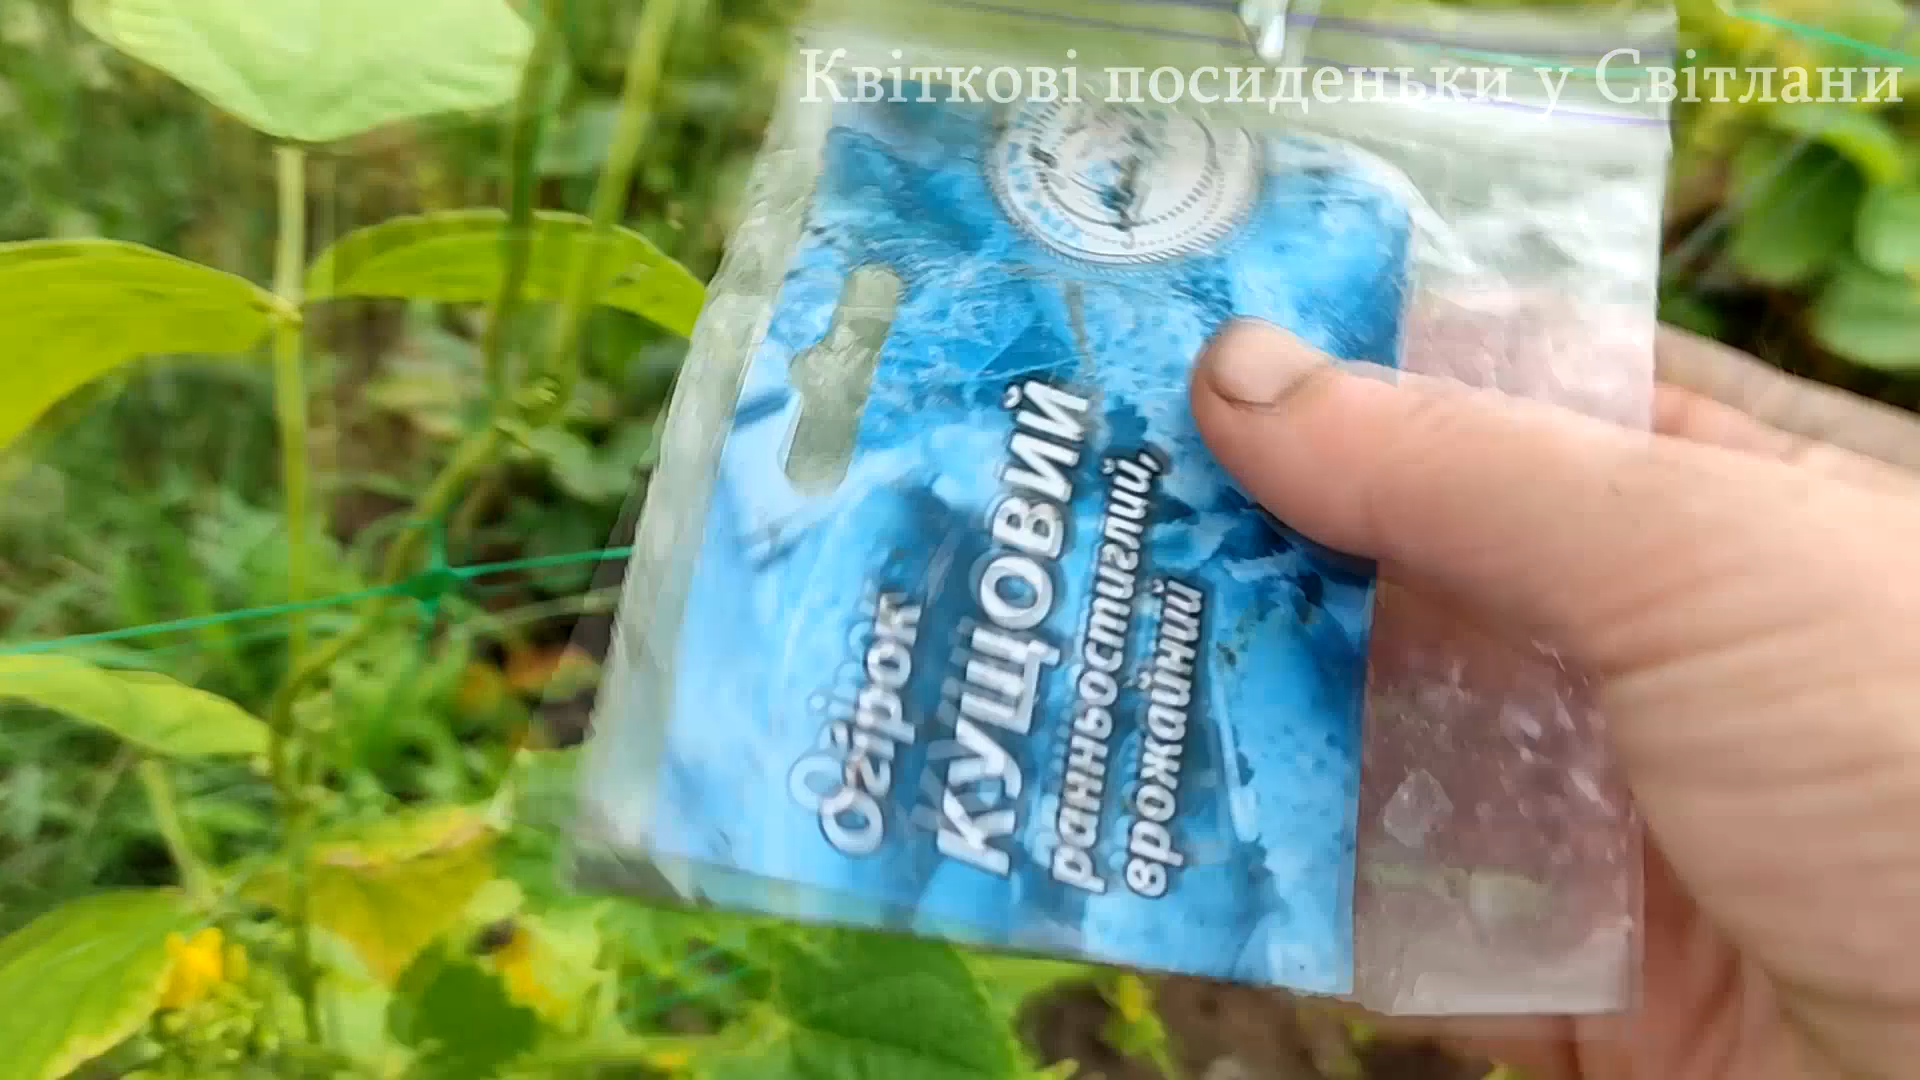 Квіткові посиденьки у Світлани
Огірок
КУЩОВИЙ
ранньостиглий,
врожайний